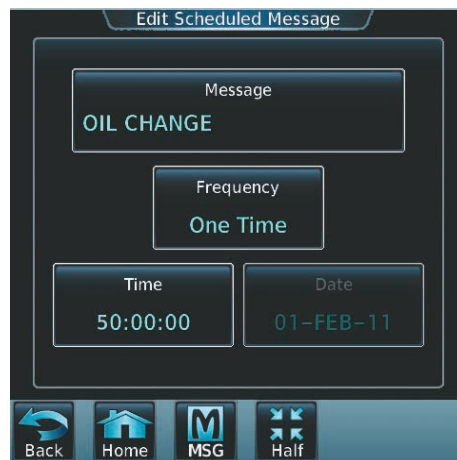 Edit Scheduled Message
Message
OIL CHANGE
Frequency
One Time
Time
Date
50:00:00
01-FEB-11
Back
Home
MSG
Half